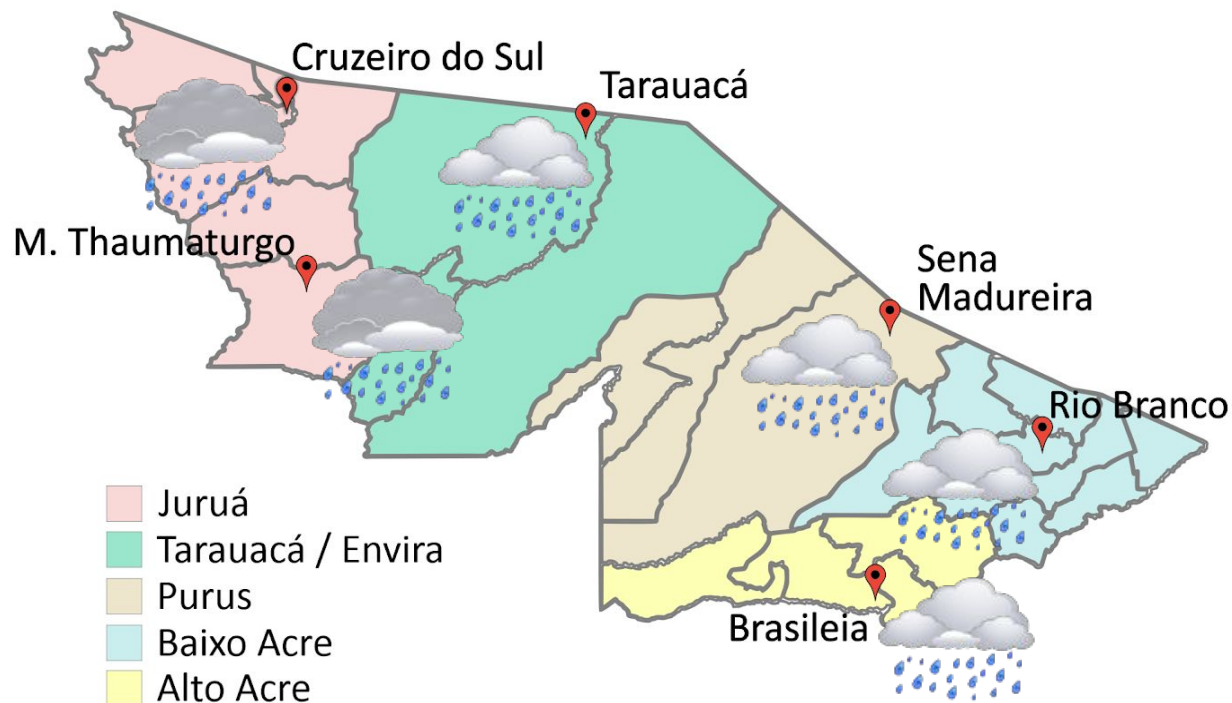 Cruzeiro do Sul
Tarauacá
M. Thaumaturgo
Sena
Madureira
Rio Branco
Brasileia
Juruá
Tarauacá / Envira
Purus
Baixo Acre
Alto Acre